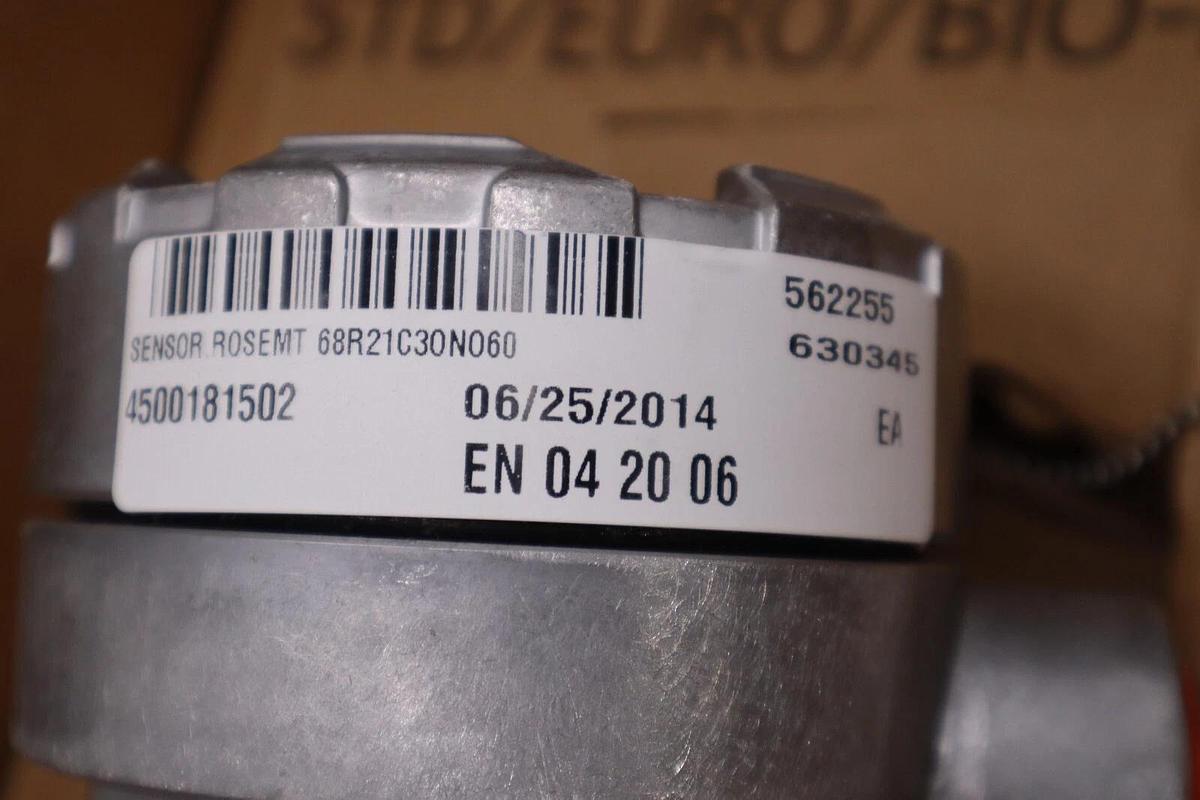 STD/EURO/BIO-
562255
SENSOR.ROSEMT 68R21C30N060
630345
4500181502
06/25/2014
EA
EN 04 20 06